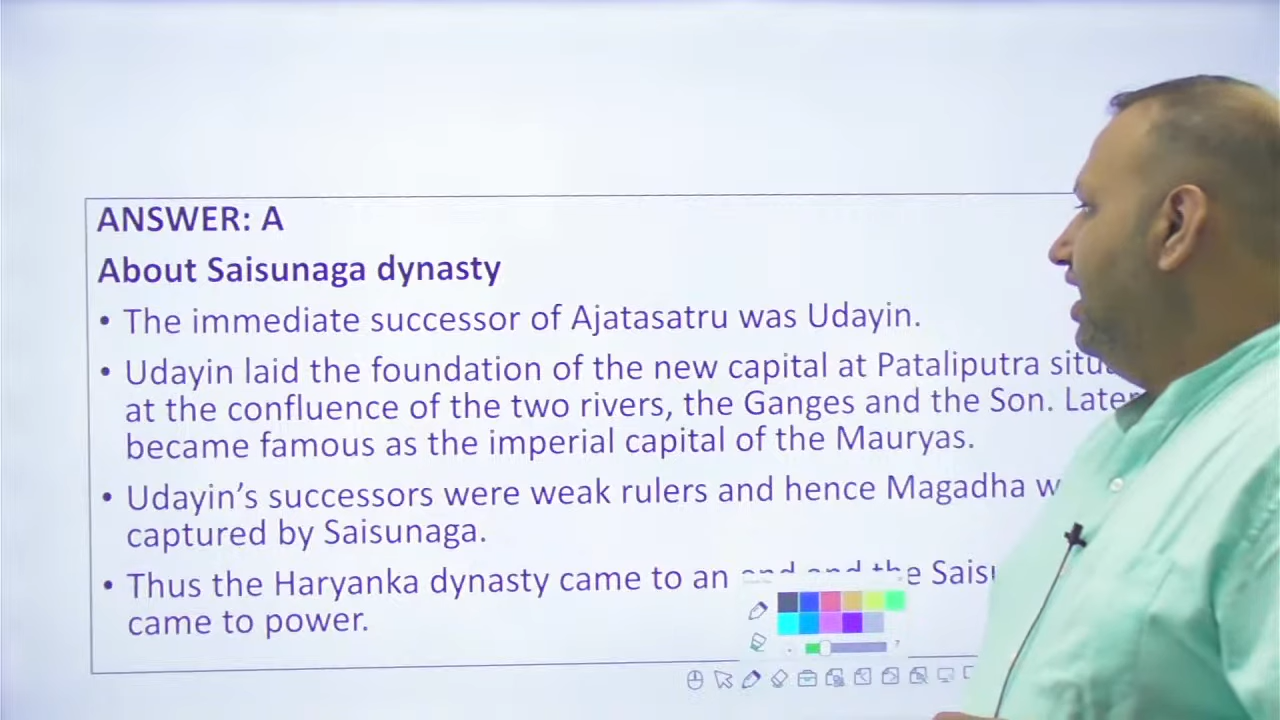 ANSWER: A
About Saisunaga dynasty
• The immediate successor of Ajatasatru was Udayin.
• Udayin laid the foundation of the new capital at Pataliputra
at the confluence of the two rivers, the Ganges and the Son. Later
became famous as the imperial capital of the Mauryas.
• Udayin's successors were weak rulers and hence Magadha
captured by Saisunaga.
• Thus the Haryanka dynasty came to an end and the
came to power.